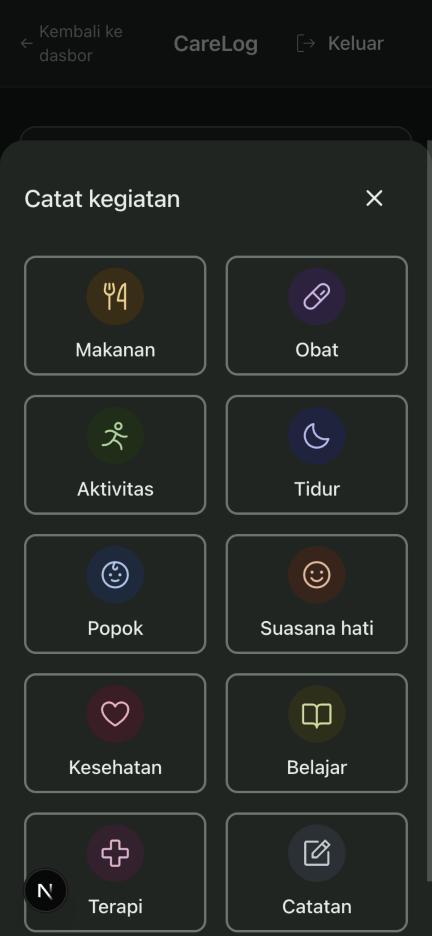 Kembali ke
dasbor
CareLog
Keluar
Catat kegiatan
Makanan
Obat
Aktivitas
Tidur
Popok
Suasana hati
Kesehatan
Belajar
Terapi
Catatan
N